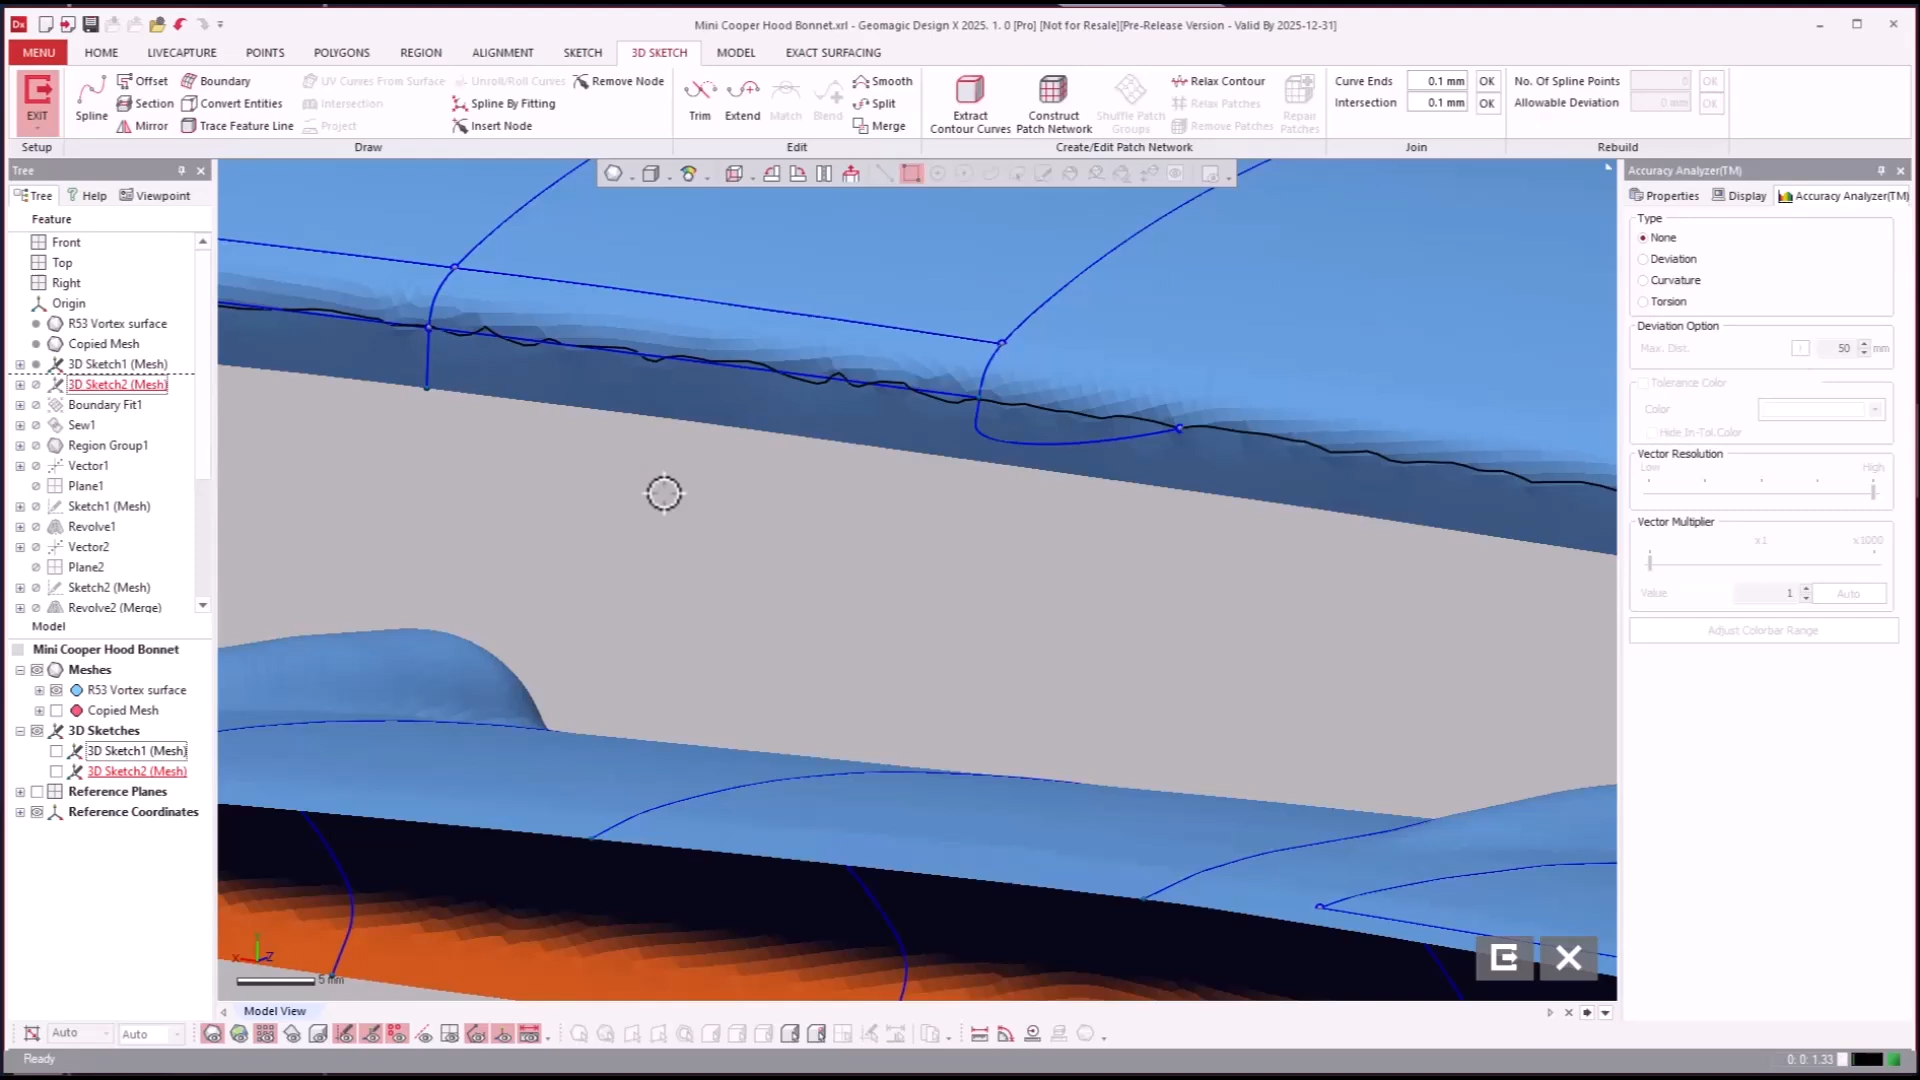 Mini Cooper Hood Bonnet.xrl - Geomagic Design X 2025. 1. 0 [Pro] [Not for Resale][Pre-Release Version - Valid By 2025-12-31]
MENU HOME LIVECAPTURE POINTS POLYGONS REGION ALIGNMENT SKETCH 3D SKETCH MODEL EXACT SURFACING
EXIT
Setup
Spline
Offset
Section
Mirror
Boundary
Convert Entities
Trace Feature Line
UV Curves From Surface
Intersection
Project
Unroll/Roll Curves
Spline By Fitting
Insert Node
Remove Node
Draw
Trim
Extend
Match
Blend
Smooth
Split
Merge
Edit
Extract Contour Curves
Construct Patch Network
Shuffle Patch Groups
Relax Contour
Relax Patches
Remove Patches
Repair Patches
Create/Edit Patch Network
Curve Ends 0.1 mm OK
Intersection 0.1 mm OK
Join
No. Of Spline Points 0 OK
Allowable Deviation 0 mm OK
Rebuild
Tree
Tree Help Viewpoint
Feature
Front
Top
Right
Origin
R53 Vortex surface
Copied Mesh
3D Sketch1 (Mesh)
3D Sketch2 (Mesh)
Boundary Fit1
Sew1
Region Group1
Vector1
Plane1
Sketch1 (Mesh)
Revolve1
Vector2
Plane2
Sketch2 (Mesh)
Revolve2 (Merge)
Model
Mini Cooper Hood Bonnet
Meshes
R53 Vortex surface
Copied Mesh
3D Sketches
3D Sketch1 (Mesh)
3D Sketch2 (Mesh)
Reference Planes
Reference Coordinates
X
Z
5 mm
Model View
Accuracy Analyzer(TM)
Properties Display Accuracy Analyzer(TM)
Type
None
Deviation
Curvature
Torsion
Deviation Option
Max. Dist. 50 mm
Tolerance Color
Color
Hide In-Tol.Color
Vector Resolution
Low High
Vector Multiplier
x1 x1000
Value 1 Auto
Adjust Colorbar Range
Auto Auto
Ready
0: 0: 1.33